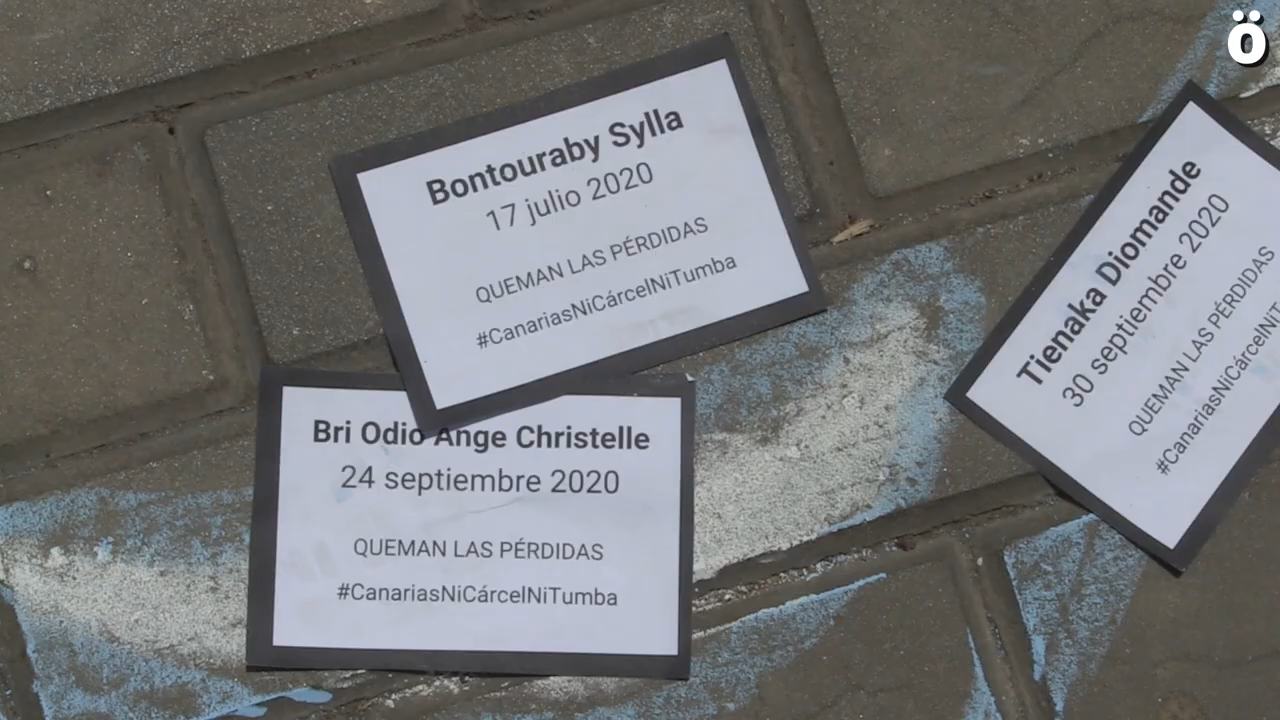 ö
Bontouraby Sylla
17 julio 2020
QUEMAN LAS PÉRDIDAS
#CanariasNiCárcelNiTumba
Bri Odio Ange Christelle
24 septiembre 2020
QUEMAN LAS PÉRDIDAS
#CanariasNiCárcelNiTumba
Tienaka Diomande
30 septiembre 2020
QUEMAN LAS PÉRDIDAS
#CanariasNiCárcelNiT